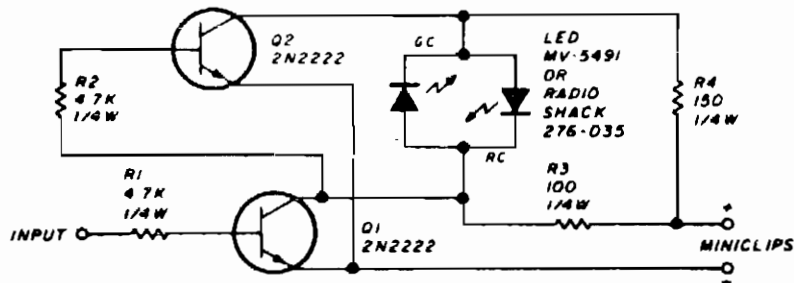 Q2
2N2222
GC
LED
MV-5491
OR
RADIO
SHACK
276-035
R2
4.7K
1/4W
R4
150
1/4W
RC
R1
4.7K
1/4W
R3
100
1/4W
Q1
2N2222
INPUT
+
MINICLIPS
-